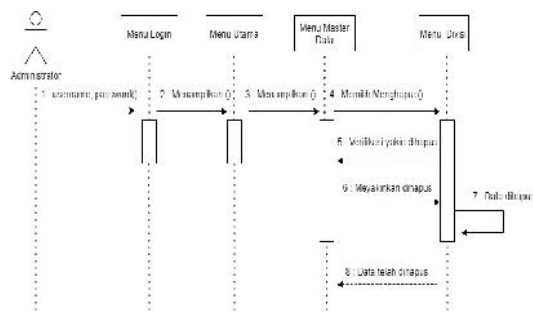 Menu Login
Menu Utama
Menu Master
Data
Menu Divisi
Administrator
1 : username, password()
2 : Menampilkan ()
3 : Menampilkan ()
4 : Memilih Menghapus()
5 : Verifikasi yakin dihapus
6 : Meyakinkan dihapus
7 : Data dihapus
8 : Data telah dihapus